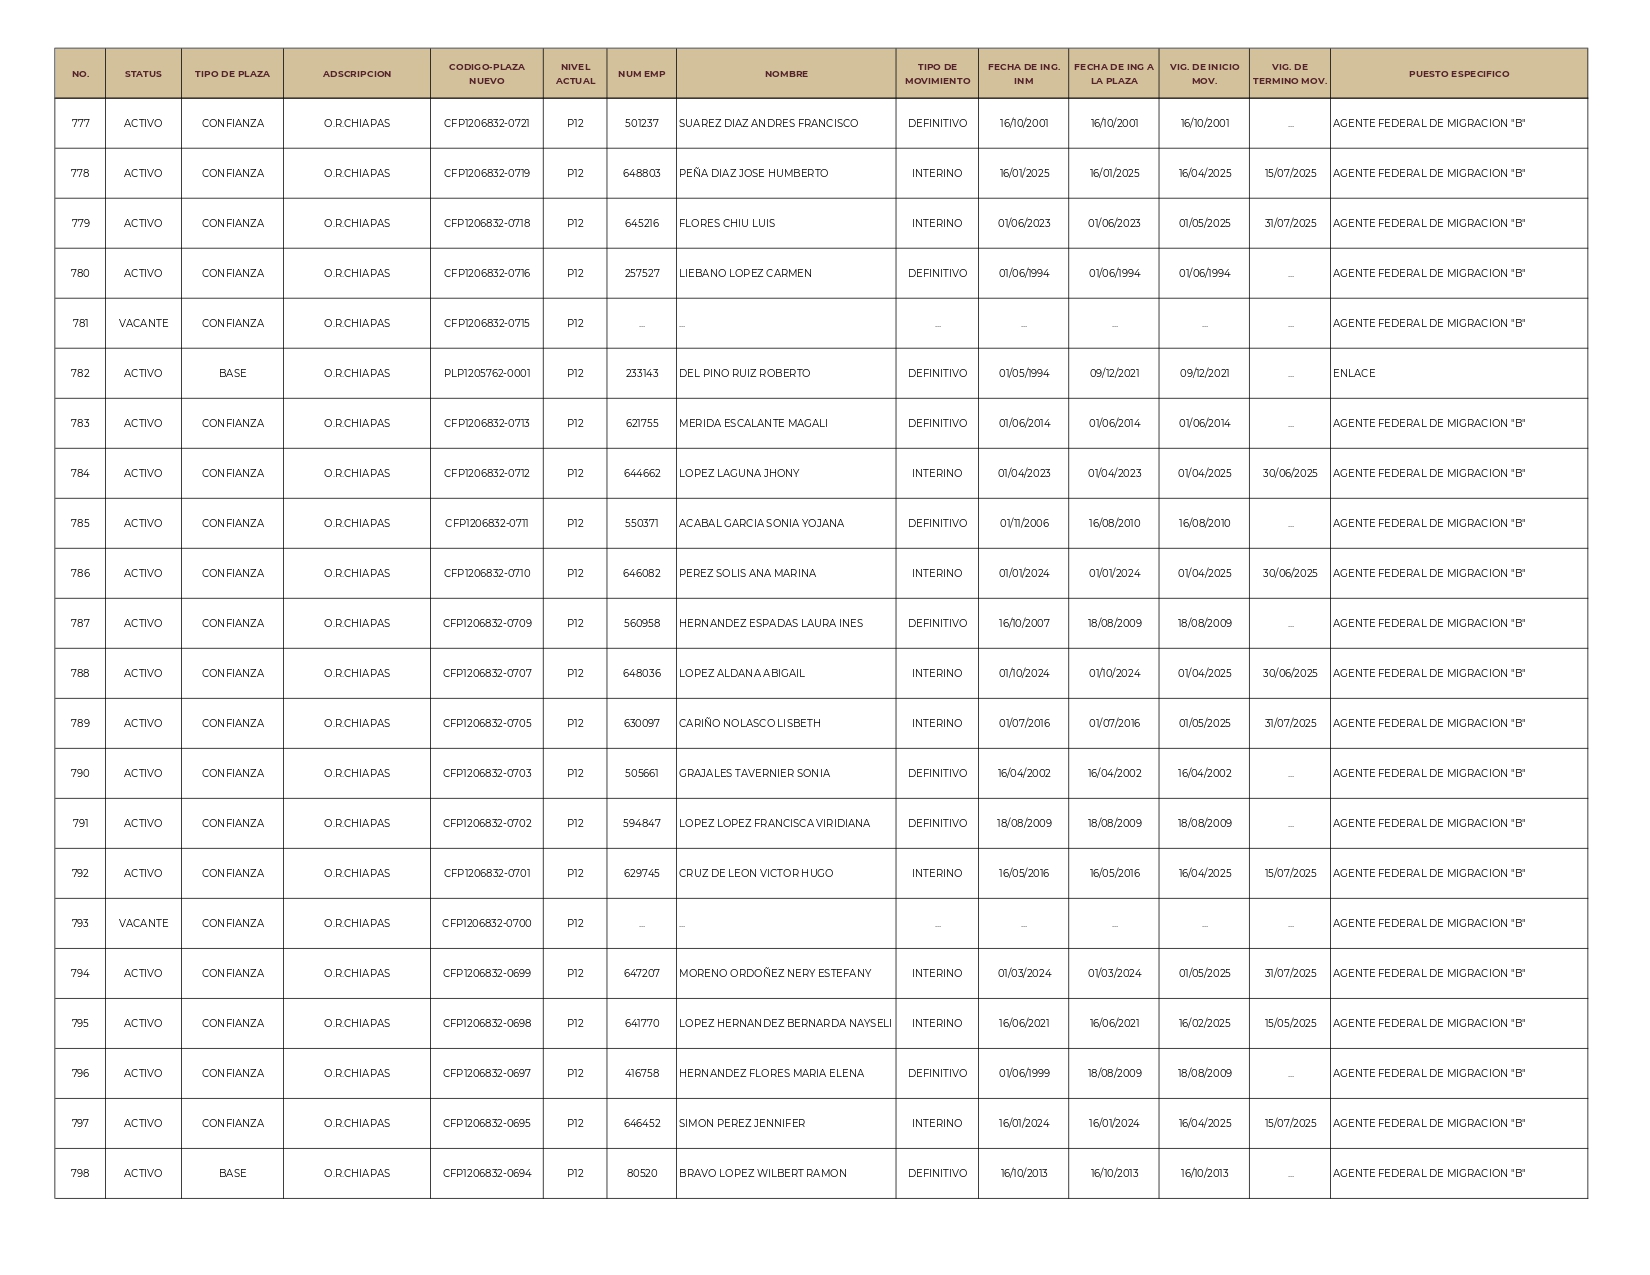 NO. STATUS TIPO DE PLAZA ADSCRIPCION CODIGO-PLAZA NUEVO NIVEL ACTUAL NUM EMP NOMBRE TIPO DE MOVIMIENTO FECHA DE ING. INM FECHA DE ING A LA PLAZA VIG. DE INICIO MOV. VIG. DE TERMINO MOV. PUESTO ESPECIFICO
777 ACTIVO CONFIANZA O.R.CHIAPAS CFP1206832-0721 P12 501237 SUAREZ DIAZ ANDRES FRANCISCO DEFINITIVO 16/10/2001 16/10/2001 16/10/2001 ... AGENTE FEDERAL DE MIGRACION "B"
778 ACTIVO CONFIANZA O.R.CHIAPAS CFP1206832-0719 P12 648803 PEÑA DIAZ JOSE HUMBERTO INTERINO 16/01/2025 16/01/2025 16/04/2025 15/07/2025 AGENTE FEDERAL DE MIGRACION "B"
779 ACTIVO CONFIANZA O.R.CHIAPAS CFP1206832-0718 P12 645216 FLORES CHIU LUIS INTERINO 01/06/2023 01/06/2023 01/05/2025 31/07/2025 AGENTE FEDERAL DE MIGRACION "B"
780 ACTIVO CONFIANZA O.R.CHIAPAS CFP1206832-0716 P12 257527 LIEBANO LOPEZ CARMEN DEFINITIVO 01/06/1994 01/06/1994 01/06/1994 ... AGENTE FEDERAL DE MIGRACION "B"
781 VACANTE CONFIANZA O.R.CHIAPAS CFP1206832-0715 P12 ... ... ... ... ... ... ... AGENTE FEDERAL DE MIGRACION "B"
782 ACTIVO BASE O.R.CHIAPAS PLP1205762-0001 P12 233143 DEL PINO RUIZ ROBERTO DEFINITIVO 01/05/1994 09/12/2021 09/12/2021 ... ENLACE
783 ACTIVO CONFIANZA O.R.CHIAPAS CFP1206832-0713 P12 621755 MERIDA ESCALANTE MAGALI DEFINITIVO 01/06/2014 01/06/2014 01/06/2014 ... AGENTE FEDERAL DE MIGRACION "B"
784 ACTIVO CONFIANZA O.R.CHIAPAS CFP1206832-0712 P12 644662 LOPEZ LAGUNA JHONY INTERINO 01/04/2023 01/04/2023 01/04/2025 30/06/2025 AGENTE FEDERAL DE MIGRACION "B"
785 ACTIVO CONFIANZA O.R.CHIAPAS CFP1206832-0711 P12 550371 ACABAL GARCIA SONIA YOJANA DEFINITIVO 01/11/2006 16/08/2010 16/08/2010 ... AGENTE FEDERAL DE MIGRACION "B"
786 ACTIVO CONFIANZA O.R.CHIAPAS CFP1206832-0710 P12 646082 PEREZ SOLIS ANA MARINA INTERINO 01/01/2024 01/01/2024 01/04/2025 30/06/2025 AGENTE FEDERAL DE MIGRACION "B"
787 ACTIVO CONFIANZA O.R.CHIAPAS CFP1206832-0709 P12 560958 HERNANDEZ ESPADAS LAURA INES DEFINITIVO 16/10/2007 18/08/2009 18/08/2009 ... AGENTE FEDERAL DE MIGRACION "B"
788 ACTIVO CONFIANZA O.R.CHIAPAS CFP1206832-0707 P12 648036 LOPEZ ALDANA ABIGAIL INTERINO 01/10/2024 01/10/2024 01/04/2025 30/06/2025 AGENTE FEDERAL DE MIGRACION "B"
789 ACTIVO CONFIANZA O.R.CHIAPAS CFP1206832-0705 P12 630097 CARIÑO NOLASCO LISBETH INTERINO 01/07/2016 01/07/2016 01/05/2025 31/07/2025 AGENTE FEDERAL DE MIGRACION "B"
790 ACTIVO CONFIANZA O.R.CHIAPAS CFP1206832-0703 P12 505661 GRAJALES TAVERNIER SONIA DEFINITIVO 16/04/2002 16/04/2002 16/04/2002 ... AGENTE FEDERAL DE MIGRACION "B"
791 ACTIVO CONFIANZA O.R.CHIAPAS CFP1206832-0702 P12 594847 LOPEZ LOPEZ FRANCISCA VIRIDIANA DEFINITIVO 18/08/2009 18/08/2009 18/08/2009 ... AGENTE FEDERAL DE MIGRACION "B"
792 ACTIVO CONFIANZA O.R.CHIAPAS CFP1206832-0701 P12 629745 CRUZ DE LEON VICTOR HUGO INTERINO 16/05/2016 16/05/2016 16/04/2025 15/07/2025 AGENTE FEDERAL DE MIGRACION "B"
793 VACANTE CONFIANZA O.R.CHIAPAS CFP1206832-0700 P12 ... ... ... ... ... ... ... AGENTE FEDERAL DE MIGRACION "B"
794 ACTIVO CONFIANZA O.R.CHIAPAS CFP1206832-0699 P12 647207 MORENO ORDOÑEZ NERY ESTEFANY INTERINO 01/03/2024 01/03/2024 01/05/2025 31/07/2025 AGENTE FEDERAL DE MIGRACION "B"
795 ACTIVO CONFIANZA O.R.CHIAPAS CFP1206832-0698 P12 641770 LOPEZ HERNANDEZ BERNARDA NAYSELI INTERINO 16/06/2021 16/06/2021 16/02/2025 15/05/2025 AGENTE FEDERAL DE MIGRACION "B"
796 ACTIVO CONFIANZA O.R.CHIAPAS CFP1206832-0697 P12 416758 HERNANDEZ FLORES MARIA ELENA DEFINITIVO 01/06/1999 18/08/2009 18/08/2009 ... AGENTE FEDERAL DE MIGRACION "B"
797 ACTIVO CONFIANZA O.R.CHIAPAS CFP1206832-0695 P12 646452 SIMON PEREZ JENNIFER INTERINO 16/01/2024 16/01/2024 16/04/2025 15/07/2025 AGENTE FEDERAL DE MIGRACION "B"
798 ACTIVO BASE O.R.CHIAPAS CFP1206832-0694 P12 80520 BRAVO LOPEZ WILBERT RAMON DEFINITIVO 16/10/2013 16/10/2013 16/10/2013 ... AGENTE FEDERAL DE MIGRACION "B"